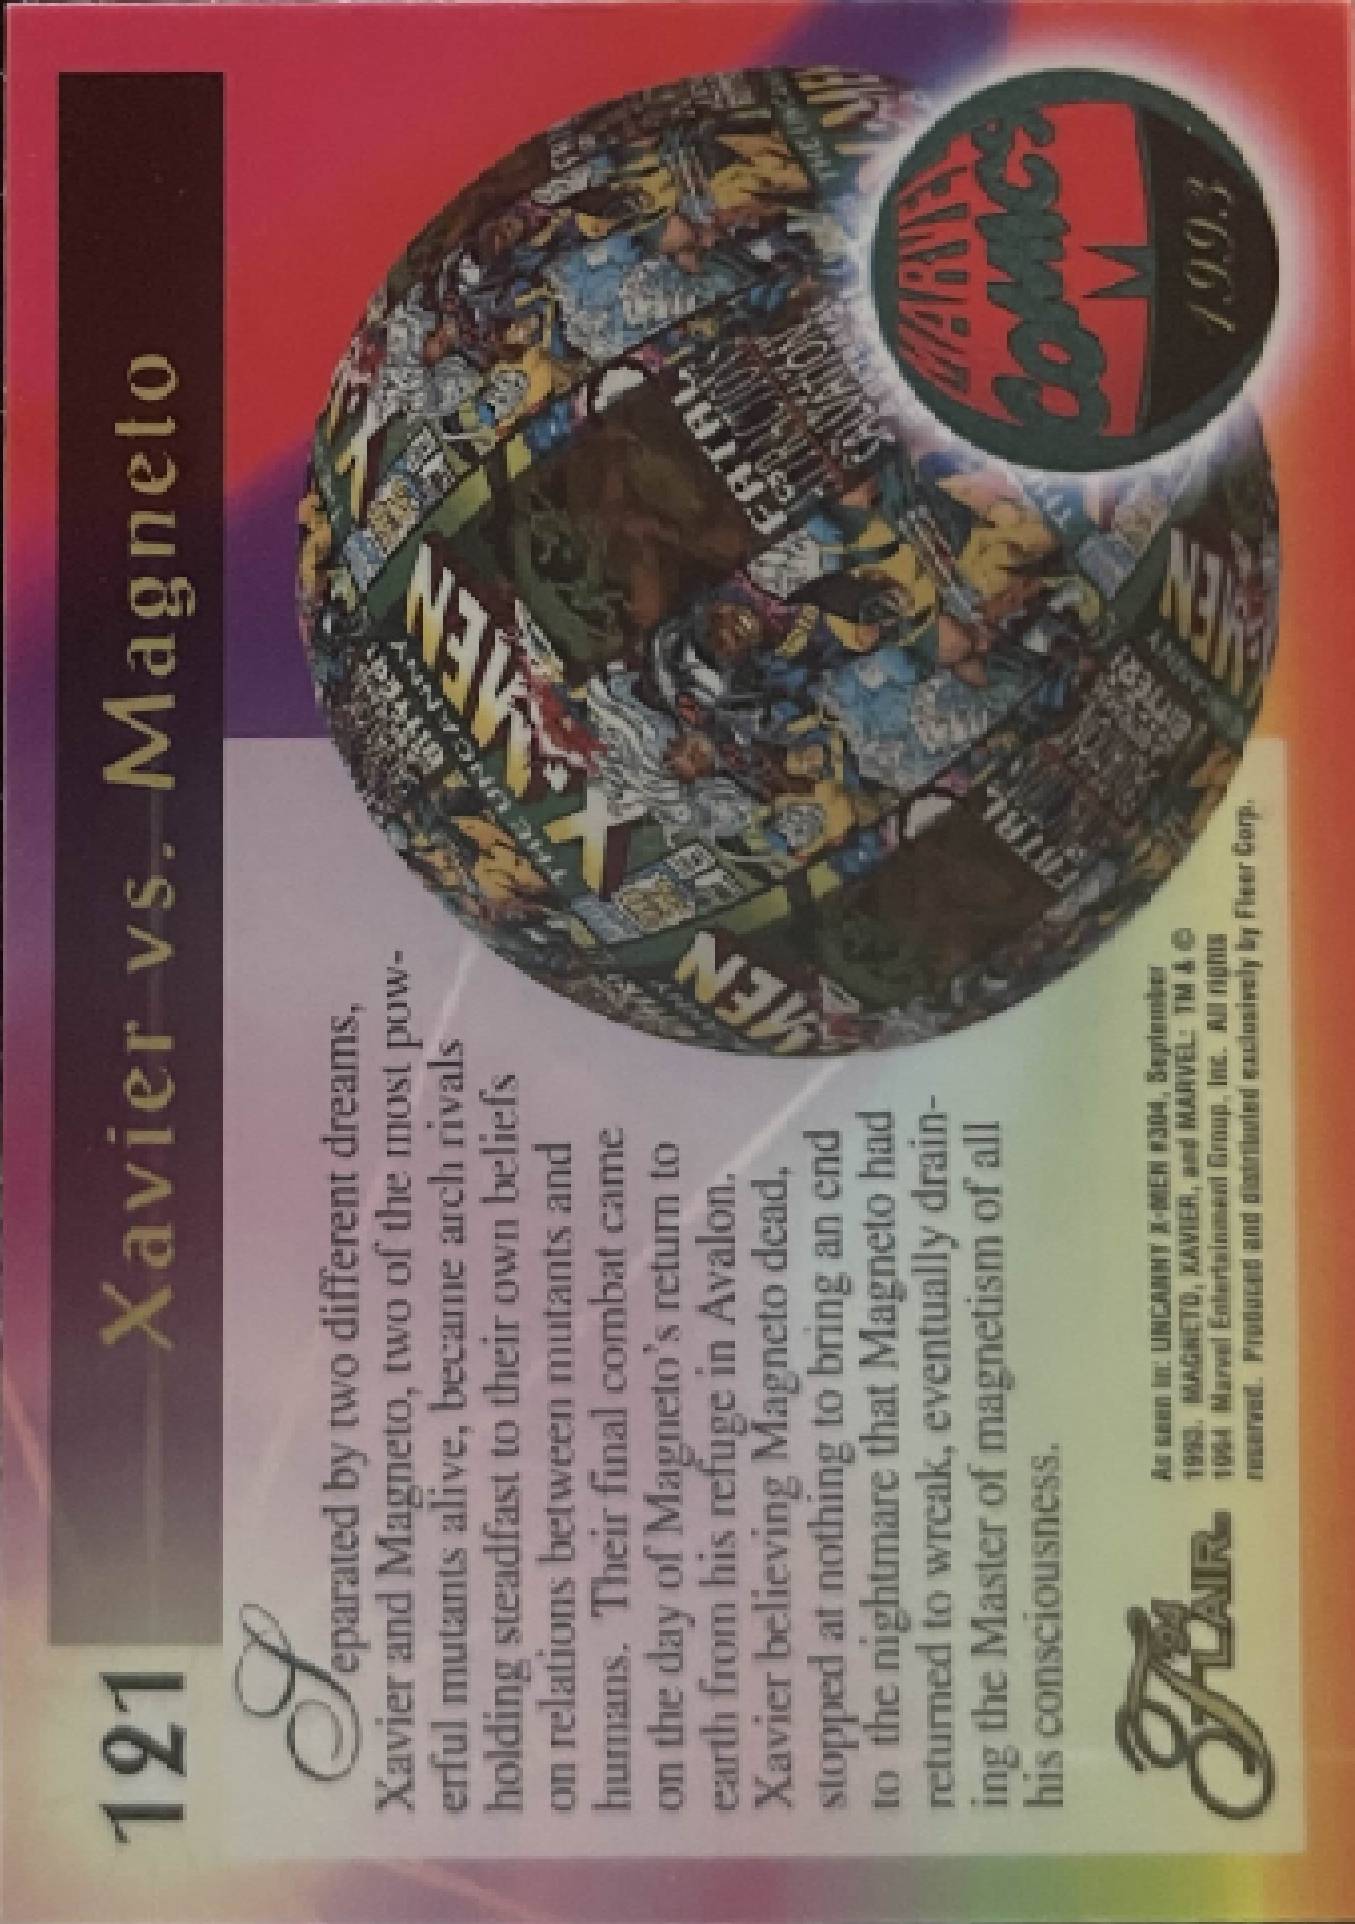 121
Xavier vs. Magneto
Separated by two different dreams,
Xavier and Magneto, two of the most pow-
erful mutants alive, became arch rivals
holding steadfast to their own beliefs
on relations between mutants and
humans. Their final combat came
on the day of Magneto's return to
earth from his refuge in Avalon.
Xavier believing Magneto dead,
stopped at nothing to bring an end
to the nightmare that Magneto had
returned to wreak, eventually drain-
ing the Master of magnetism of all
his consciousness.
THE UNCANNY
X-MEN
FATAL
ATTRACTIONS
SALVATION
MEN
FATAL
MEN
MARVEL
COMICS
M
1993
'94
FLAIR
As seen in: UNCANNY X-MEN #304, September
1993. MAGNETO, XAVIER, and MARVEL: TM & ©
1994 Marvel Entertainment Group, Inc. All rights
reserved. Produced and distributed exclusively by Fleer Corp.